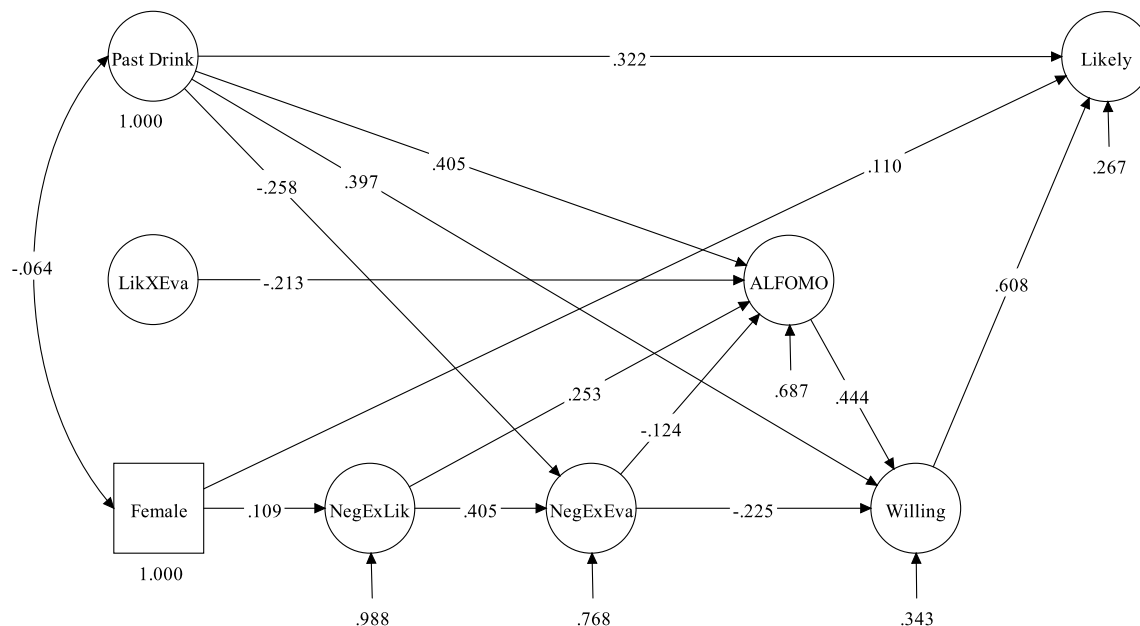 Past Drink
.322
Likely
1.000
.405
.110
.267
-.258
.397
-.064
LikXEva
-.213
ALFOMO
.608
.687
.253
.444
-.124
Female
.109
NegExLik
.405
NegExEva
-.225
Willing
1.000
.988
.768
.343